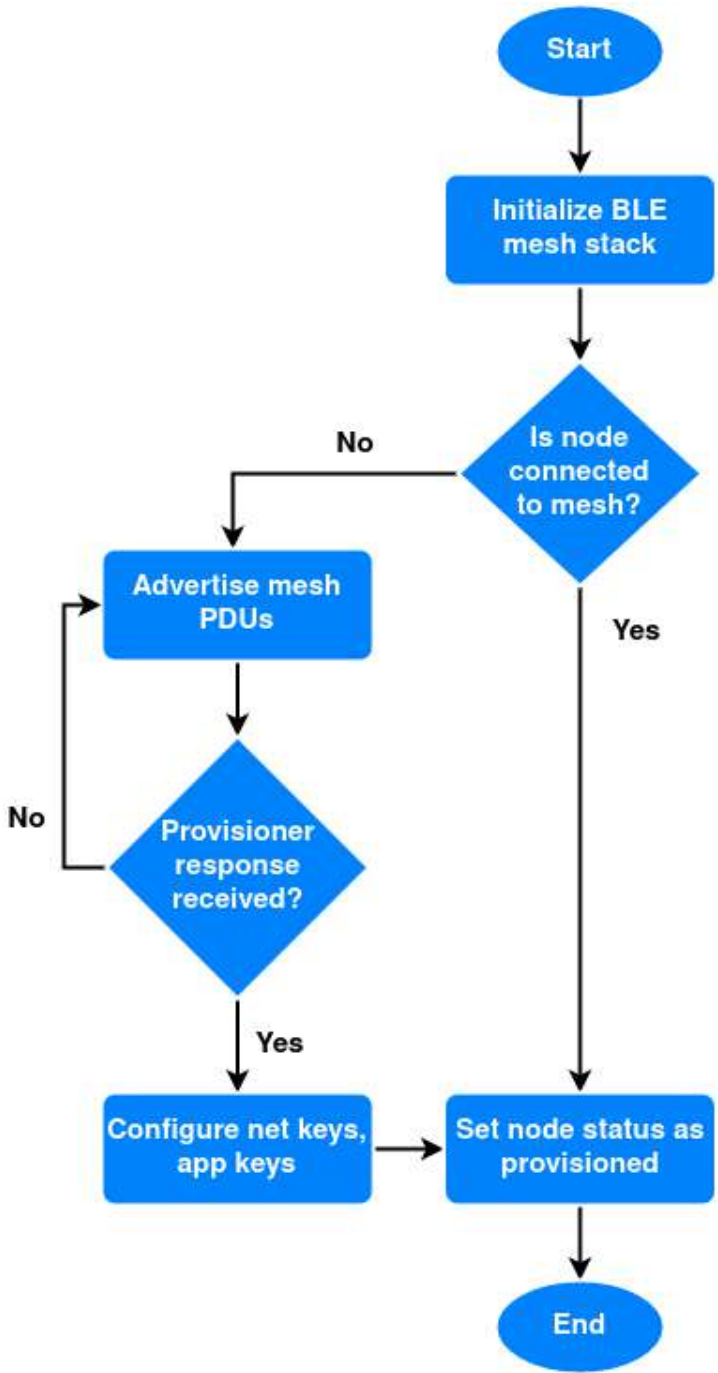 Start
Initialize BLE
mesh stack
Is node
connected
to mesh?
No
Yes
Advertise mesh
PDUs
Provisioner
response
received?
No
Yes
Configure net keys,
app keys
Set node status as
provisioned
End